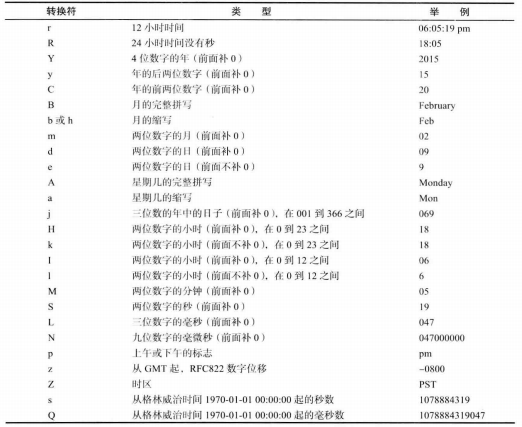 转换符 类 型 举 例
r 12 小时时间 06:05:19 pm
R 24 小时时间没有秒 18:05
Y 4 位数字的年（前面补 0） 2015
y 年的后两位数字（前面补 0） 15
C 年的前两位数字（前面补 0） 20
B 月的完整拼写 February
b 或 h 月的缩写 Feb
m 两位数字的月（前面补 0） 02
d 两位数字的日（前面补 0） 09
e 两位数字的日（前面不补 0） 9
A 星期几的完整拼写 Monday
a 星期几的缩写 Mon
j 三位数的年中的日子（前面补 0），在 001 到 366 之间 069
H 两位数字的小时（前面补 0），在 0 到 23 之间 18
k 两位数字的小时（前面不补 0），在 0 到 23 之间 18
I 两位数字的小时（前面补 0），在 0 到 12 之间 06
l 两位数字的小时（前面不补 0），在 0 到 12 之间 6
M 两位数字的分钟（前面补 0） 05
S 两位数字的秒（前面补 0） 19
L 三位数字的毫秒（前面补 0） 047
N 九位数字的毫微秒（前面补 0） 047000000
p 上午或下午的标志 pm
z 从 GMT 起，RFC822 数字位移 -0800
Z 时区 PST
s 从格林威治时间 1970-01-01 00:00:00 起的秒数 1078884319
Q 从格林威治时间 1970-01-01 00:00:00 起的毫秒数 1078884319047